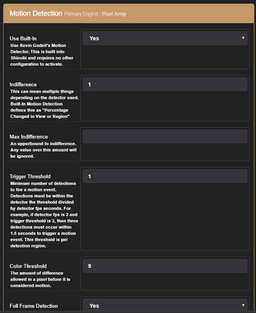 Motion Detection Primary Engine : Pixel Array
Use Built-In
Yes
Use Kevin Godell's Motion
Detector. This is built into
Shinobi and requires no other
configuration to activate.
Indifference
1
This can mean multiple things
depending on the detector used.
Built-In Motion Detection
defines this as "Percentage
Changed in View or Region"
Max Indifference
An upperbound to indifference.
Any value over this amount will
be ignored.
Trigger Threshold
1
Minimum number of detections
to fire a motion event.
Detections must be within the
detector the threshold divided
by detector fps seconds. For
example, if detector fps is 2 and
trigger threshold is 3, then three
detections must occur within
1.5 seconds to trigger a motion
event. This threshold is per
detection region.
Color Threshold
9
The amount of difference
allowed in a pixel before it is
considered motion.
Full Frame Detection
Yes